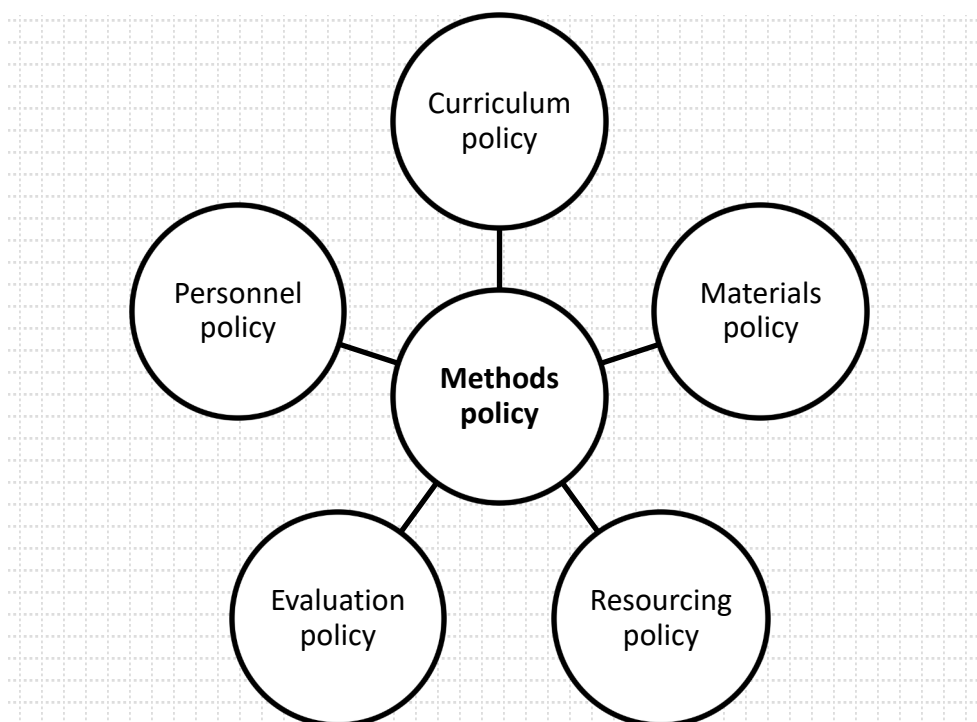 Curriculum
policy
Personnel
policy
Materials
policy
Methods
policy
Evaluation
policy
Resourcing
policy